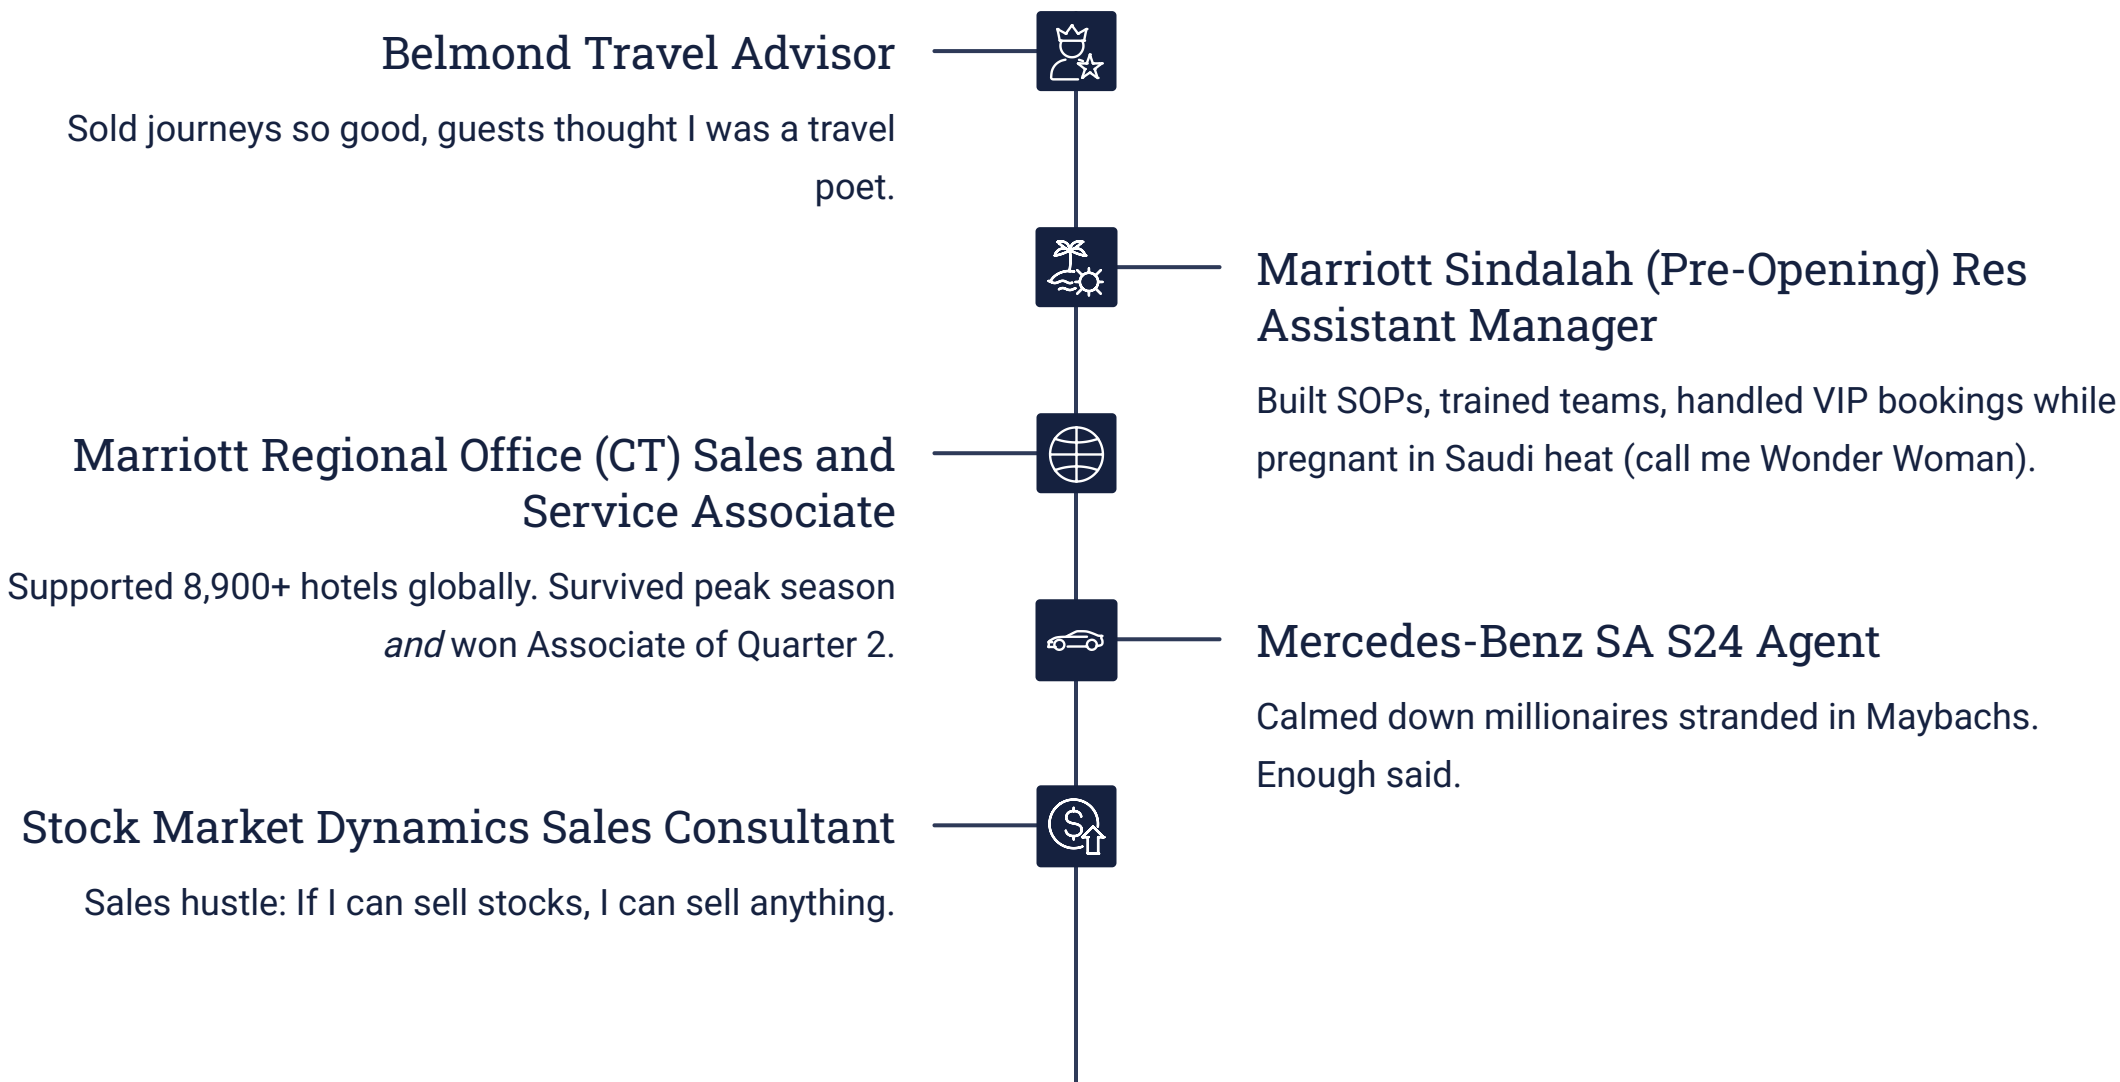 Belmond Travel Advisor
Sold journeys so good, guests thought I was a travel
poet.
Marriott Sindalah (Pre-Opening) Res
Assistant Manager
Built SOPs, trained teams, handled VIP bookings while
pregnant in Saudi heat (call me Wonder Woman).
Marriott Regional Office (CT) Sales and
Service Associate
Supported 8,900+ hotels globally. Survived peak season
and won Associate of Quarter 2.
Mercedes-Benz SA S24 Agent
Calmed down millionaires stranded in Maybachs.
Enough said.
Stock Market Dynamics Sales Consultant
Sales hustle: If I can sell stocks, I can sell anything.